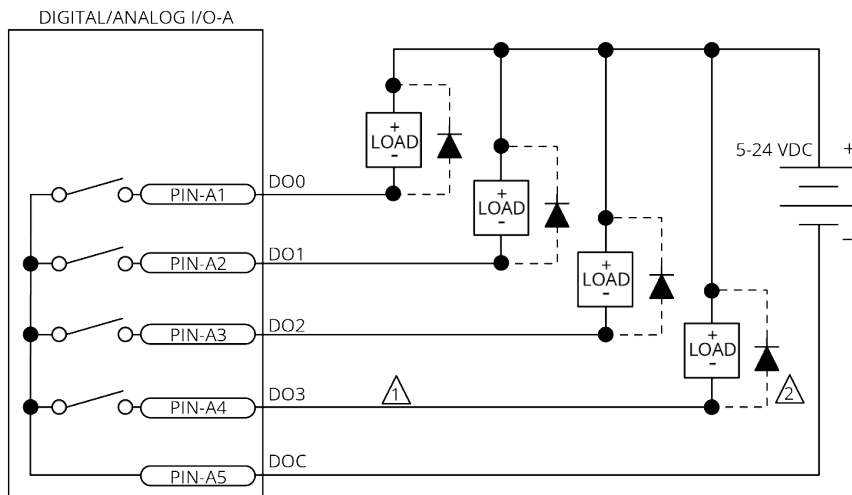 DIGITAL/ANALOG I/O-A
+
LOAD
-
5-24 VDC
+
-
DO0
PIN-A1
+
LOAD
-
DO1
PIN-A2
+
LOAD
-
DO2
PIN-A3
+
LOAD
-
DO3
PIN-A4
1
2
DOC
PIN-A5